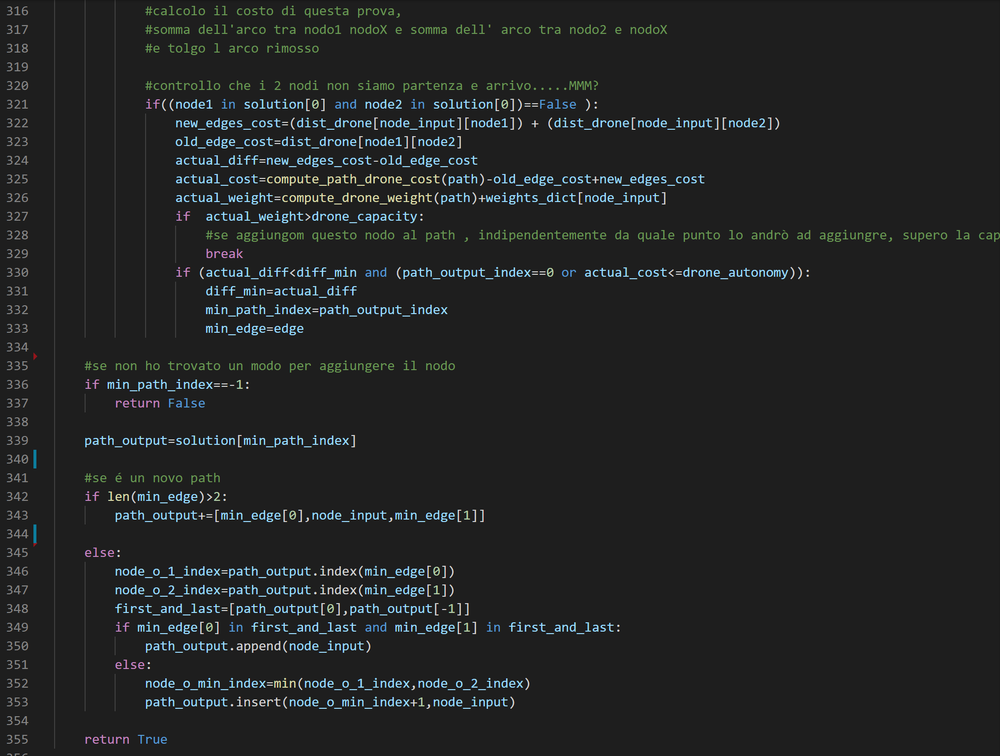 316 #calcolo il costo di questa prova,
317 #somma dell'arco tra nodo1 nodoX e somma dell' arco tra nodo2 e nodoX
318 #e tolgo l arco rimosso
319
320 #controllo che i 2 nodi non siamo partenza e arrivo.....MMM?
321 if((node1 in solution[0] and node2 in solution[0])==False ):
322 new_edges_cost=(dist_drone[node_input][node1]) + (dist_drone[node_input][node2])
323 old_edge_cost=dist_drone[node1][node2]
324 actual_diff=new_edges_cost-old_edge_cost
325 actual_cost=compute_path_drone_cost(path)-old_edge_cost+new_edges_cost
326 actual_weight=compute_drone_weight(path)+weights_dict[node_input]
327 if  actual_weight>drone_capacity:
328 #se aggiungom questo nodo al path , indipendentemente da quale punto lo andrò ad aggiungre, supero la cap
329 break
330 if (actual_diff<diff_min and (path_output_index==0 or actual_cost<=drone_autonomy)):
331 diff_min=actual_diff
332 min_path_index=path_output_index
333 min_edge=edge
334
335 #se non ho trovato un modo per aggiungere il nodo
336 if min_path_index==-1:
337 return False
338
339 path_output=solution[min_path_index]
340
341 #se é un novo path
342 if len(min_edge)>2:
343 path_output+=[min_edge[0],node_input,min_edge[1]]
344
345 else:
346 node_o_1_index=path_output.index(min_edge[0])
347 node_o_2_index=path_output.index(min_edge[1])
348 first_and_last=[path_output[0],path_output[-1]]
349 if min_edge[0] in first_and_last and min_edge[1] in first_and_last:
350 path_output.append(node_input)
351 else:
352 node_o_min_index=min(node_o_1_index,node_o_2_index)
353 path_output.insert(node_o_min_index+1,node_input)
354
355 return True